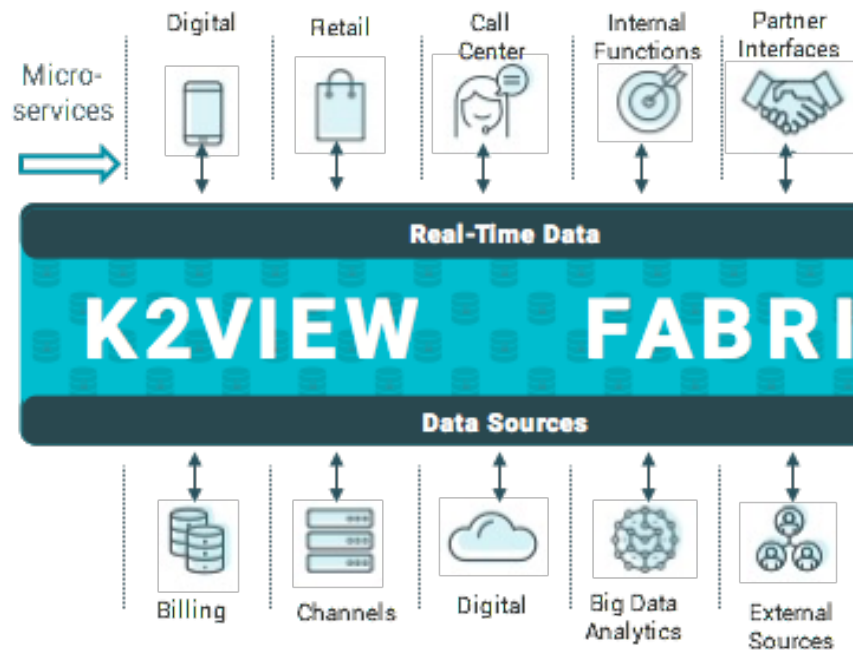 Digital
Retail
Call
Center
Internal
Functions
Partner
Interfaces
Micro-
services
Real-Time Data
K2VIEW FABRI
Data Sources
Billing
Channels
Digital
Big Data
Analytics
External
Sources